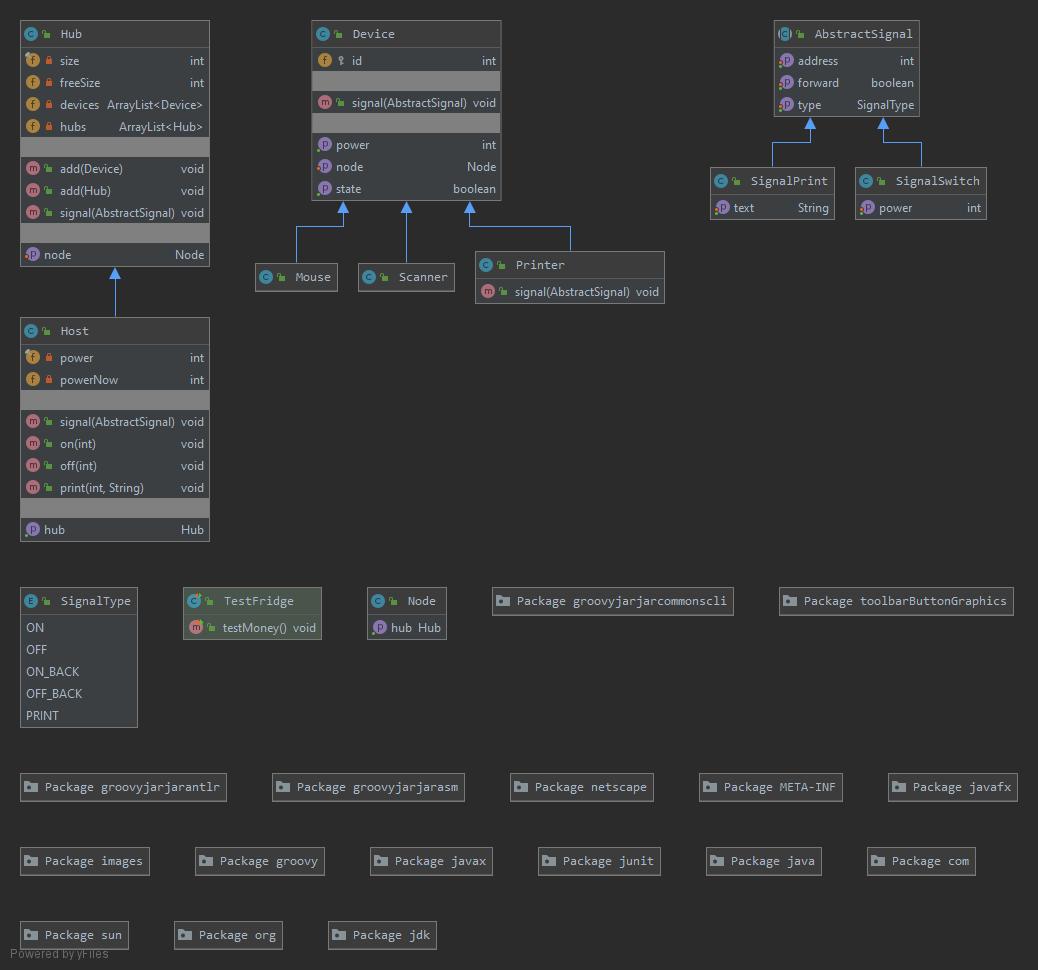 Hub
size int
freeSize int
devices ArrayList<Device>
hubs ArrayList<Hub>
add(Device) void
add(Hub) void
signal(AbstractSignal) void
node Node
Device
id int
signal(AbstractSignal) void
power int
node Node
state boolean
AbstractSignal
address int
forward boolean
type SignalType
SignalPrint
text String
SignalSwitch
power int
Mouse
Scanner
Printer
signal(AbstractSignal) void
Host
power int
powerNow int
signal(AbstractSignal) void
on(int) void
off(int) void
print(int, String) void
hub Hub
SignalType
ON
OFF
ON_BACK
OFF_BACK
PRINT
TestFridge
testMoney() void
Node
hub Hub
Package groovyjarjarcommonscli
Package toolbarButtonGraphics
Package groovyjarjarantlr
Package groovyjarjarasm
Package netscape
Package META-INF
Package javafx
Package images
Package groovy
Package javax
Package junit
Package java
Package com
Package sun
Package org
Package jdk
Powered by yFiles